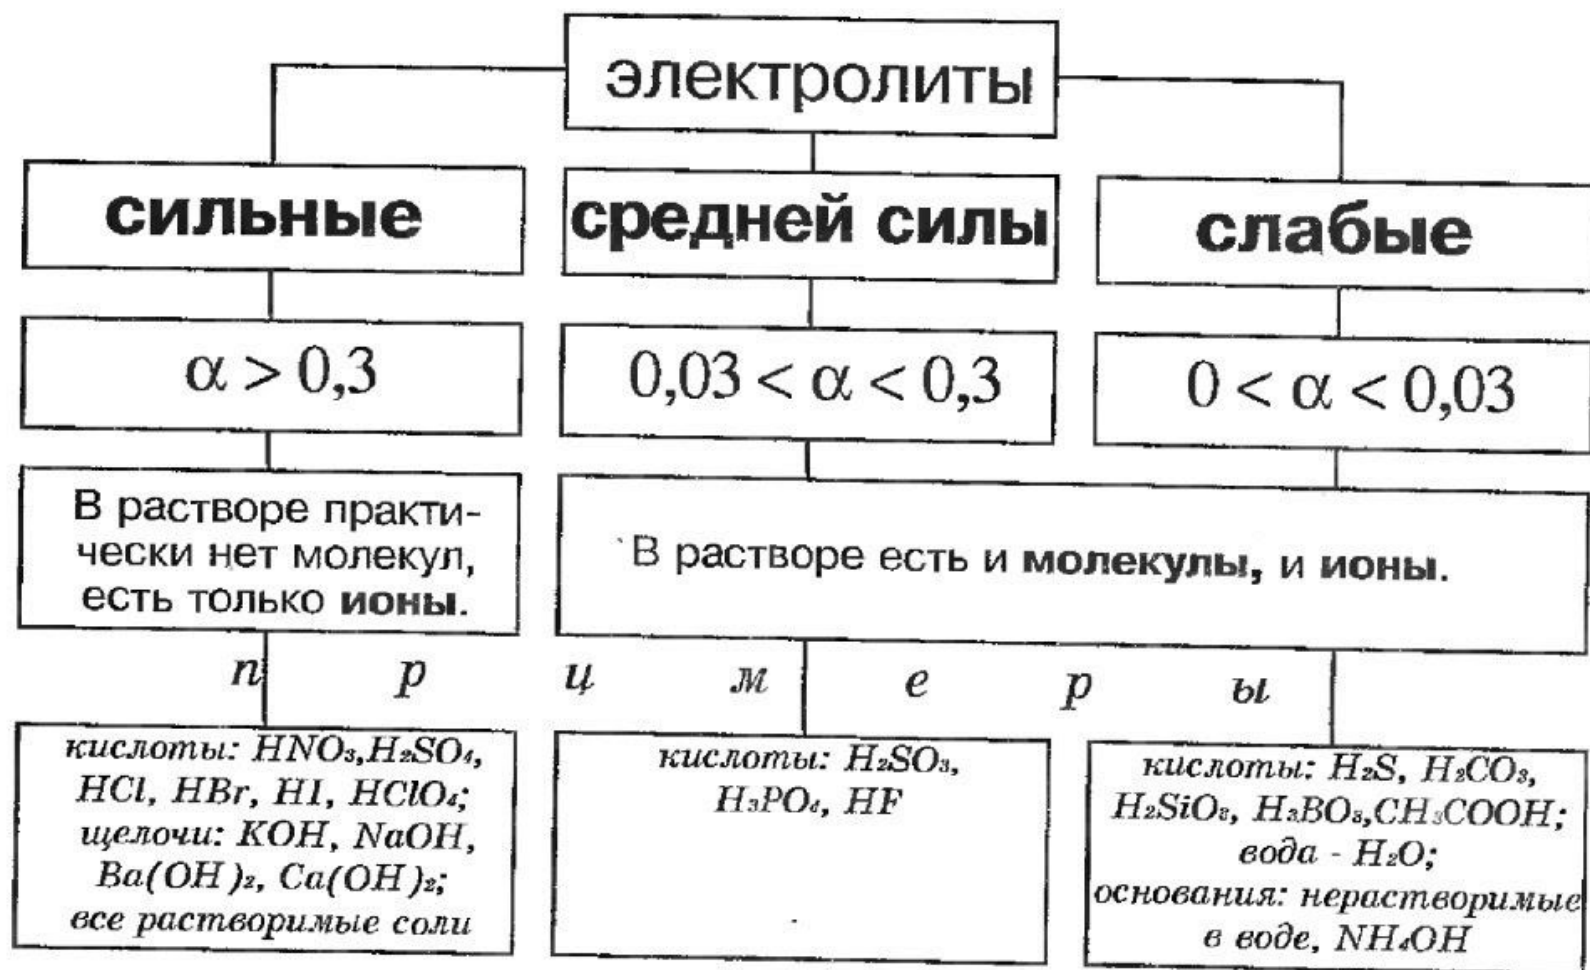 электролиты
сильные
средней силы
слабые
α > 0,3
0,03 < α < 0,3
0 < α < 0,03
В растворе практи-
чески нет молекул,
есть только ионы.
В растворе есть и молекулы, и ионы.
п р и м е р ы
кислоты: HNO₃,H₂SO₄,
HCl, HBr, HI, HClO₄;
щелочи: KOH, NaOH,
Ba(OH)₂, Ca(OH)₂;
все растворимые соли
кислоты: H₂SO₃,
H₃PO₄, HF
кислоты: H₂S, H₂CO₃,
H₂SiO₃, H₃BO₃,CH₃COOH;
вода - H₂O;
основания: нерастворимые
в воде, NH₄OH